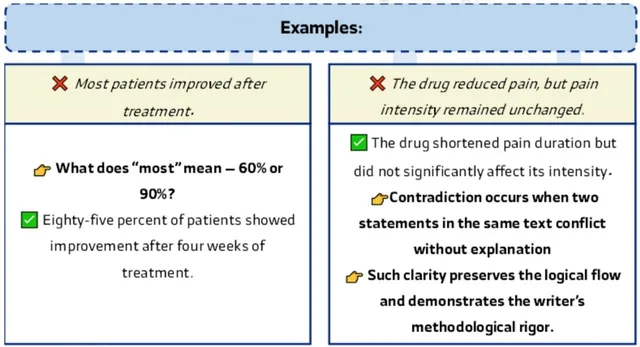 Examples:
❌ Most patients improved after
treatment.
👉 What does “most” mean – 60% or
90%?
✅ Eighty-five percent of patients showed
improvement after four weeks of
treatment.
❌ The drug reduced pain, but pain
intensity remained unchanged.
✅ The drug shortened pain duration but
did not significantly affect its intensity.
👉Contradiction occurs when two
statements in the same text conflict
without explanation
👉 Such clarity preserves the logical flow
and demonstrates the writer’s
methodological rigor.